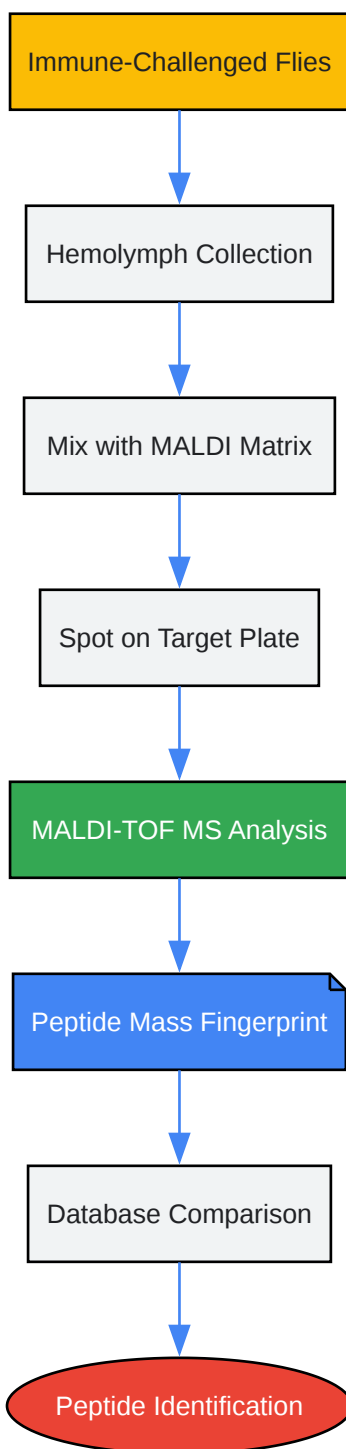 Immune-Challenged Flies
Hemolymph Collection
Mix with MALDI Matrix
Spot on Target Plate
MALDI-TOF MS Analysis
Peptide Mass Fingerprint
Database Comparison
Peptide Identification